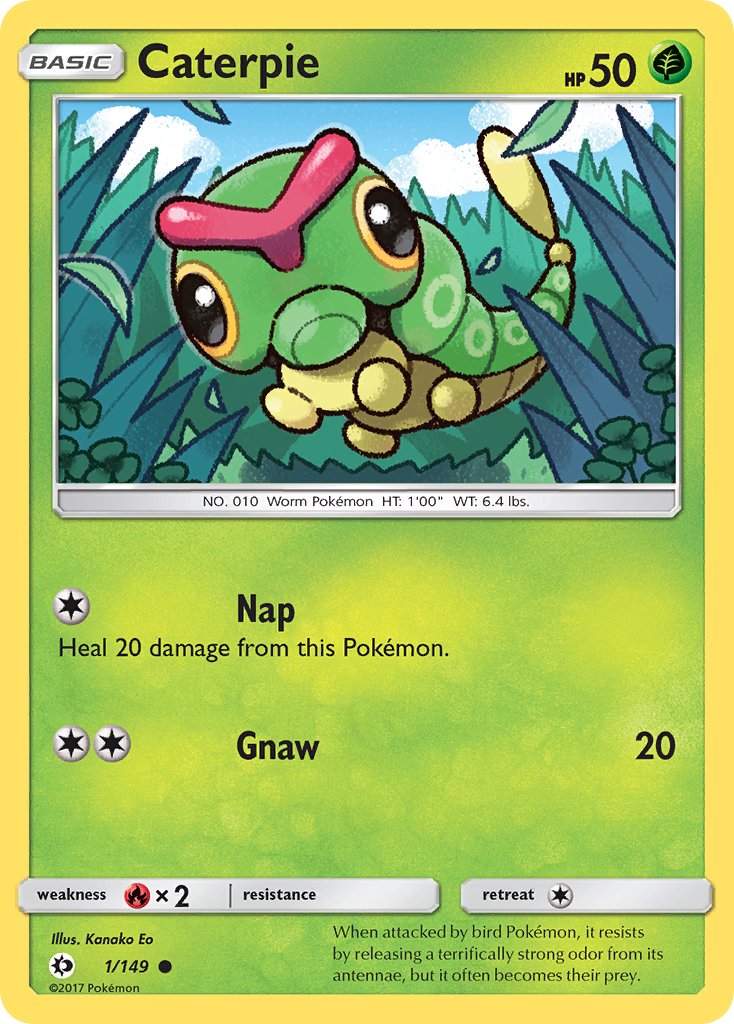 BASIC Caterpie HP 50
NO. 010 Worm Pokémon HT: 1'00" WT: 6.4 lbs.
Nap
Heal 20 damage from this Pokémon.
Gnaw 20
weakness × 2 resistance retreat
Illus. Kanako Eo
1/149
©2017 Pokémon
When attacked by bird Pokémon, it resists
by releasing a terrifically strong odor from its
antennae, but it often becomes their prey.